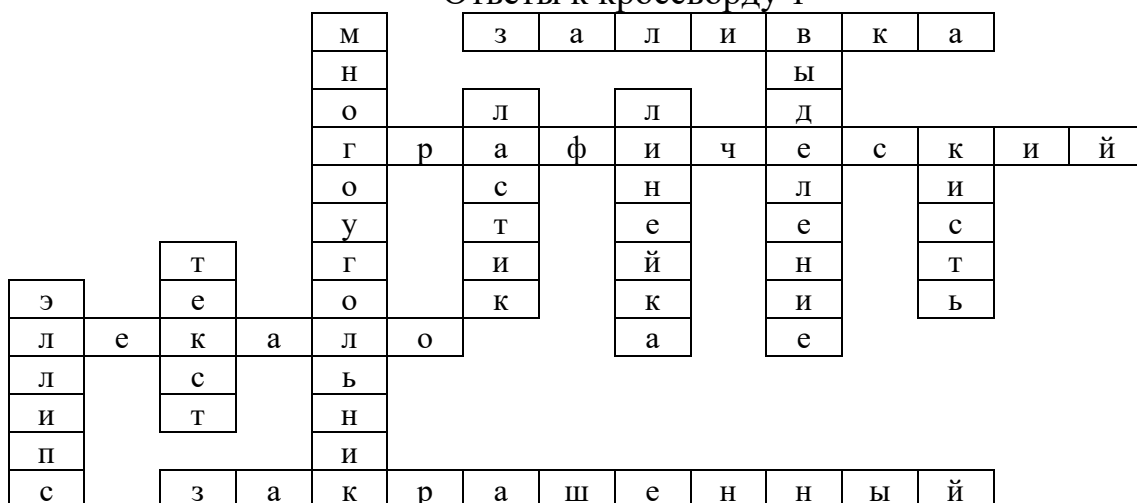 Ответы к кроссворду 1
м з а л и в к а
н ы
о л л д
г р а ф и ч е с к и й
о с н л и
у т е е с
т г и й н т
э е о к к и ь
л е к а л о а е
л с ь
и т н
п и
с з а к р а ш е н н ы й